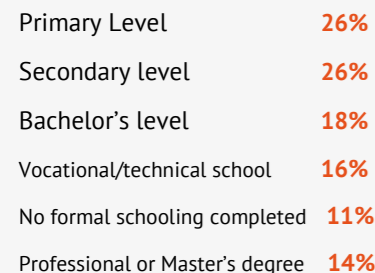 Primary Level 26%
Secondary level 26%
Bachelor’s level 18%
Vocational/technical school 16%
No formal schooling completed 11%
Professional or Master’s degree 14%